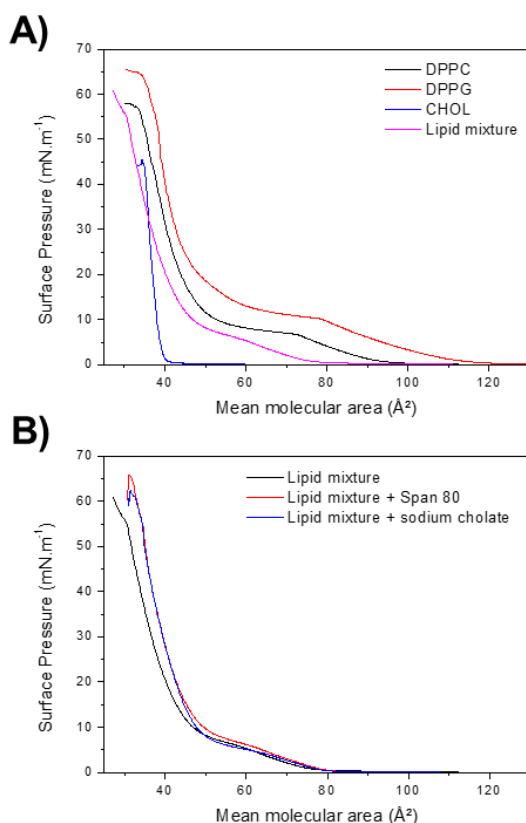 A)
70
60
50
40
30
20
10
0
Surface Pressure (mN.m⁻¹)
DPPC
DPPG
CHOL
Lipid mixture
40 60 80 100 120
Mean molecular area (Å²)
B)
70
60
50
40
30
20
10
0
Surface Pressure (mN.m⁻¹)
Lipid mixture
Lipid mixture + Span 80
Lipid mixture + sodium cholate
40 60 80 100 120
Mean molecular area (Å²)